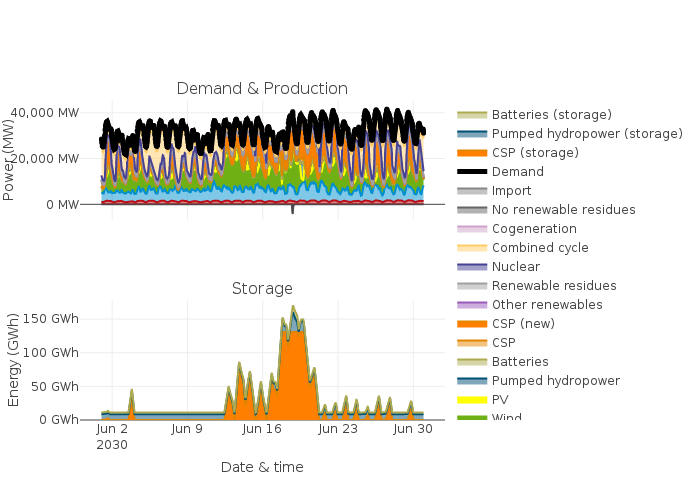 Demand & Production
40,000 MW
20,000 MW
0 MW
Power (MW)
Storage
150 GWh
100 GWh
50 GWh
0 GWh
Energy (GWh)
Jun 2
2030
Jun 9
Jun 16
Jun 23
Jun 30
Date & time
Batteries (storage)
Pumped hydropower (storage)
CSP (storage)
Demand
Import
No renewable residues
Cogeneration
Combined cycle
Nuclear
Renewable residues
Other renewables
CSP (new)
CSP
Batteries
Pumped hydropower
PV
Wind